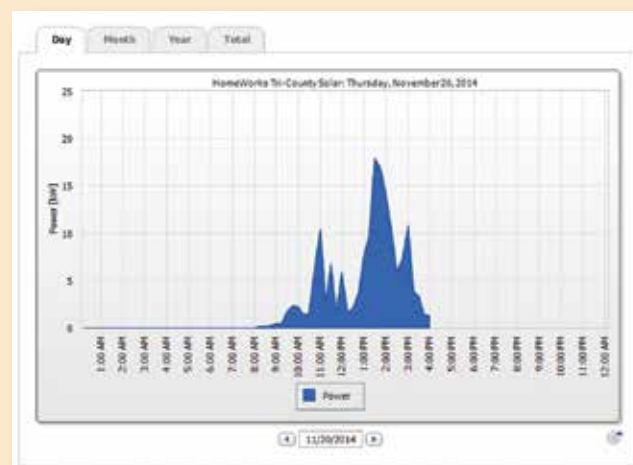 Day Month Year Total
HomeWorks Tri-County Solar: Thursday, November 20, 2014
25
20
15
10
5
0
Power [kW]
1:00 AM 2:00 AM 3:00 AM 4:00 AM 5:00 AM 6:00 AM 7:00 AM 8:00 AM 9:00 AM 10:00 AM 11:00 AM 12:00 PM 1:00 PM 2:00 PM 3:00 PM 4:00 PM 5:00 PM 6:00 PM 7:00 PM 8:00 PM 9:00 PM 10:00 PM 11:00 PM 12:00 AM
Power
11/20/2014